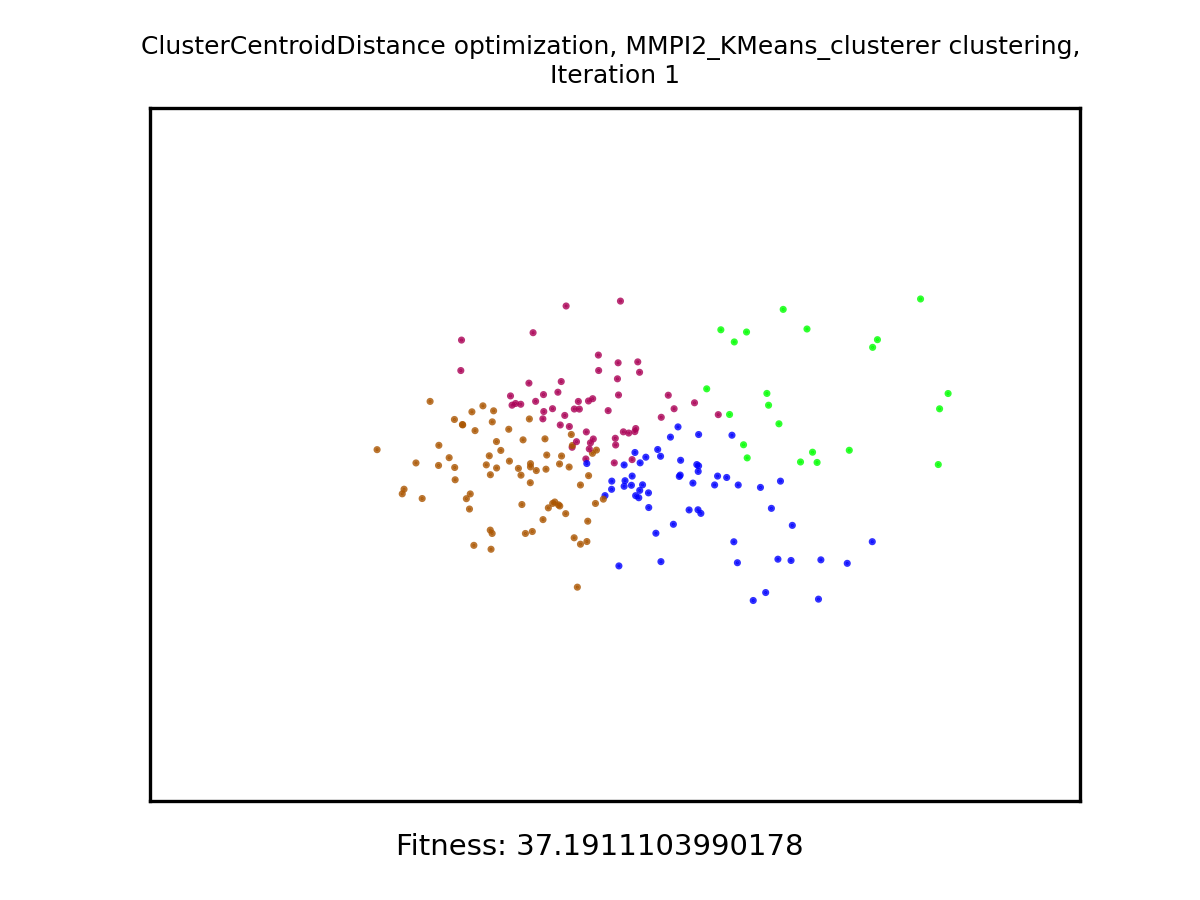 ClusterCentroidDistance optimization, MMPI2_KMeans_clusterer clustering,
Iteration 1
Fitness: 37.1911103990178